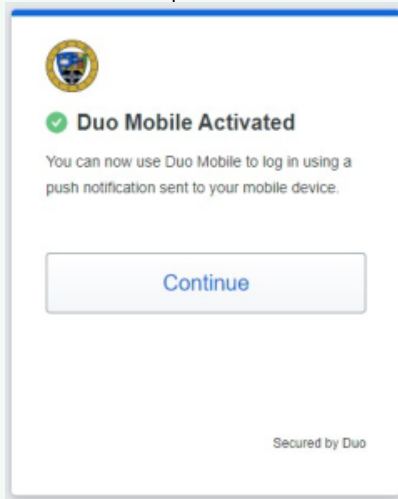 Duo Mobile Activated
You can now use Duo Mobile to log in using a
push notification sent to your mobile device.
Continue
Secured by Duo